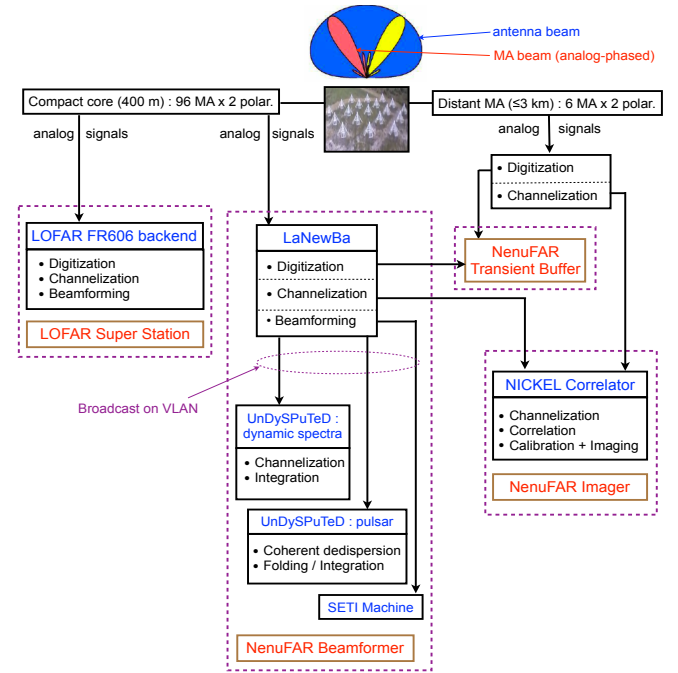 antenna beam
MA beam (analog-phased)
Compact core (400 m) : 96 MA x 2 polar.
Distant MA (≤3 km) : 6 MA x 2 polar.
analog signals
analog signals
analog signals
• Digitization
• Channelization
LOFAR FR606 backend
• Digitization
• Channelization
• Beamforming
LOFAR Super Station
LaNewBa
• Digitization
• Channelization
• Beamforming
NenuFAR
Transient Buffer
Broadcast on VLAN
NICKEL Correlator
• Channelization
• Correlation
• Calibration + Imaging
NenuFAR Imager
UnDySPuTeD :
dynamic spectra
• Channelization
• Integration
UnDySPuTeD : pulsar
• Coherent dedispersion
• Folding / Integration
SETI Machine
NenuFAR Beamformer